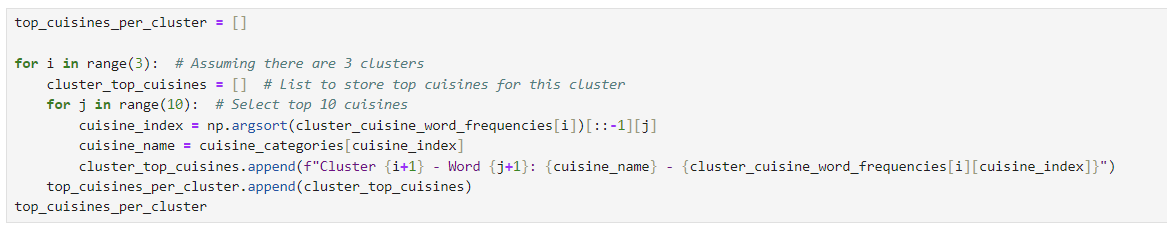 top_cuisines_per_cluster = []

for i in range(3):  # Assuming there are 3 clusters
    cluster_top_cuisines = []  # List to store top cuisines for this cluster
    for j in range(10):  # Select top 10 cuisines
        cuisine_index = np.argsort(cluster_cuisine_word_frequencies[i])[::-1][j]
        cuisine_name = cuisine_categories[cuisine_index]
        cluster_top_cuisines.append(f"Cluster {i+1} - Word {j+1}: {cuisine_name} - {cluster_cuisine_word_frequencies[i][cuisine_index]}")
    top_cuisines_per_cluster.append(cluster_top_cuisines)
top_cuisines_per_cluster